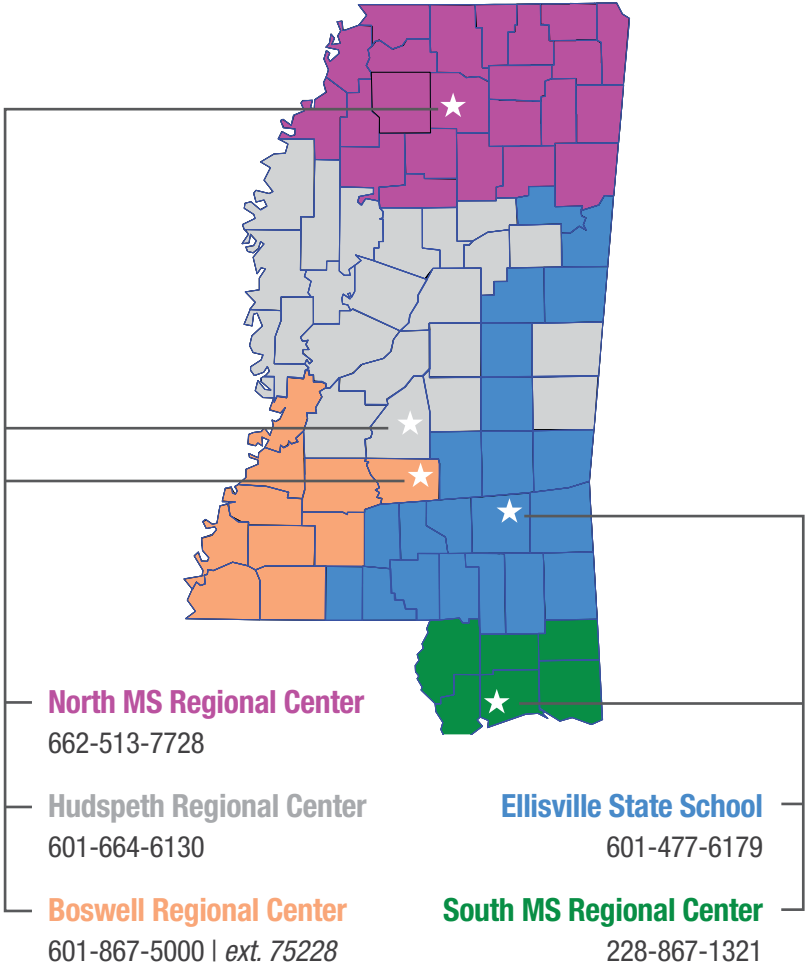 North MS Regional Center
662-513-7728
Hudspeth Regional Center
601-664-6130
Boswell Regional Center
601-867-5000 | ext. 75228
Ellisville State School
601-477-6179
South MS Regional Center
228-867-1321